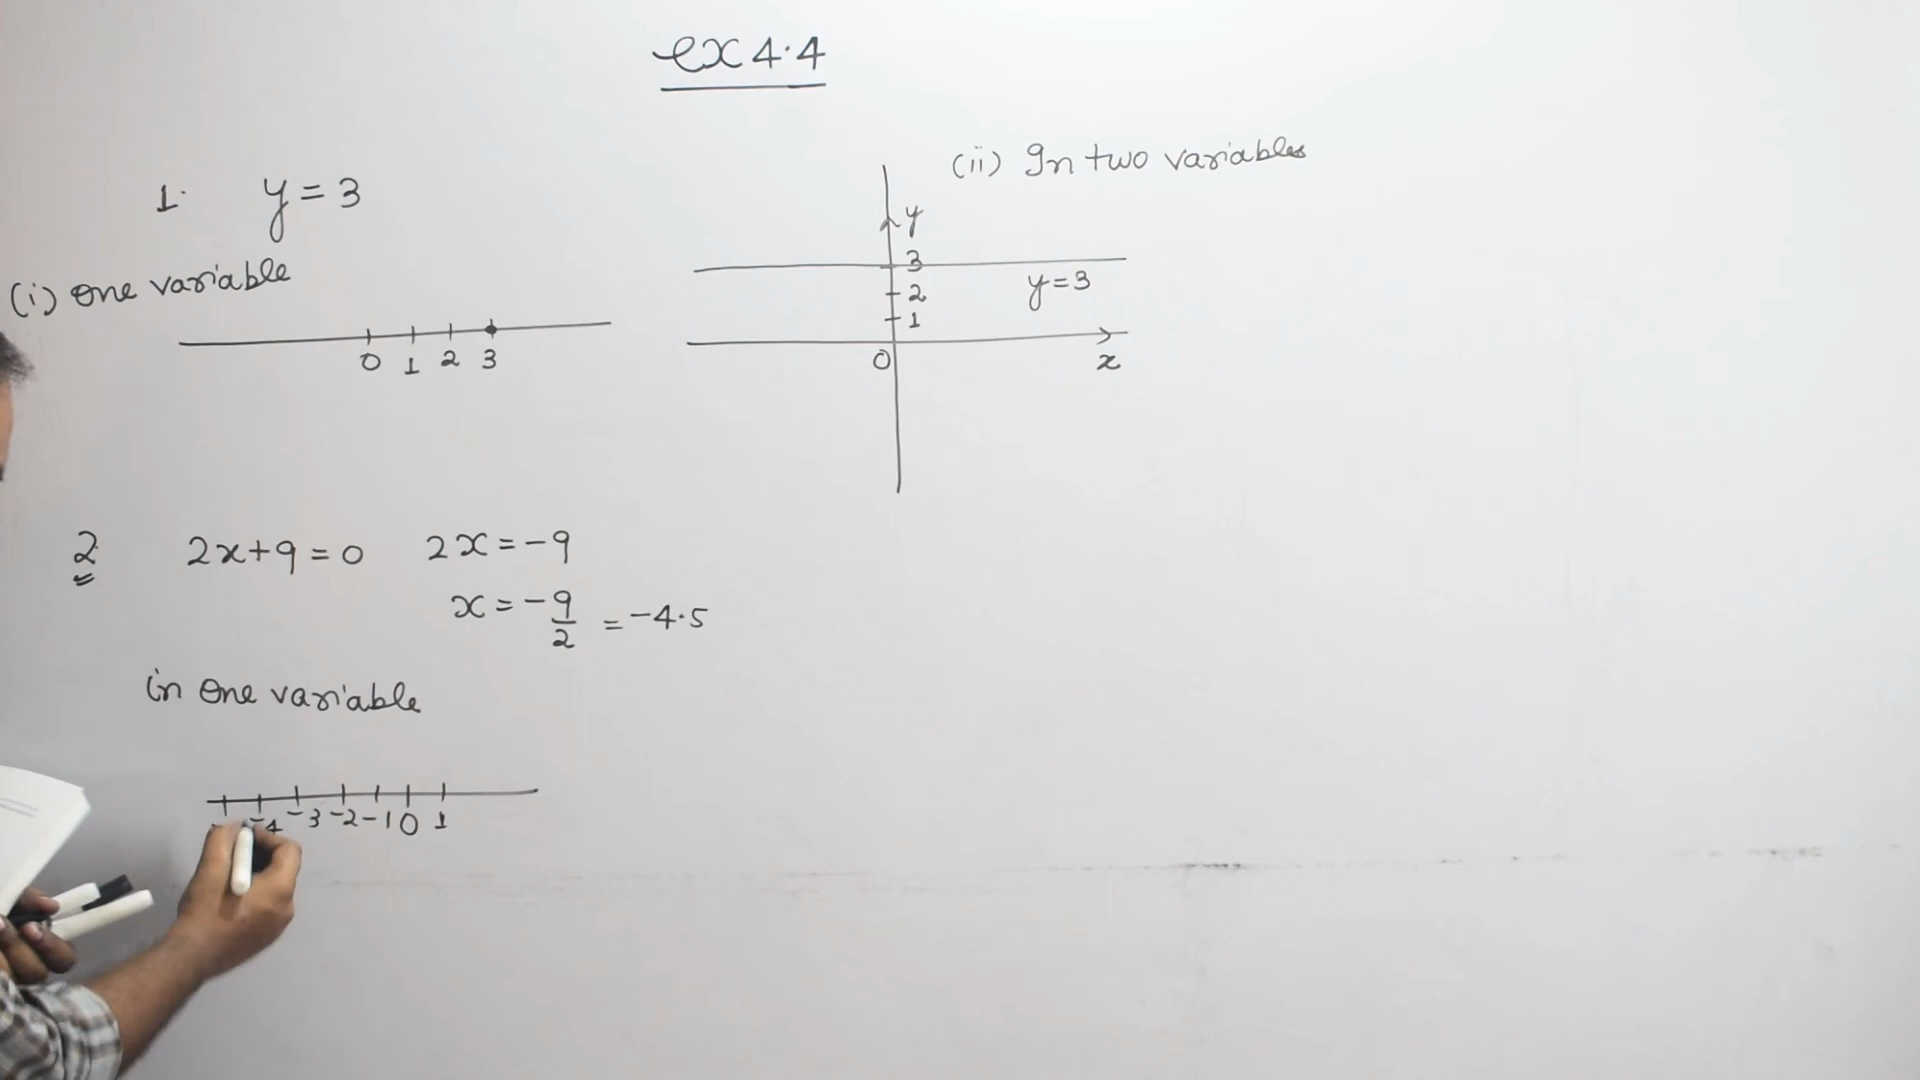 ex 4.4
1. y = 3
(i) one variable
0 1 2 3
(ii) In two variables
y
3
y = 3
2
1
0
x
2 2x+9 = 0 2x = -9
x = -9/2 = -4.5
in one variable
-4 -3 -2 -1 0 1